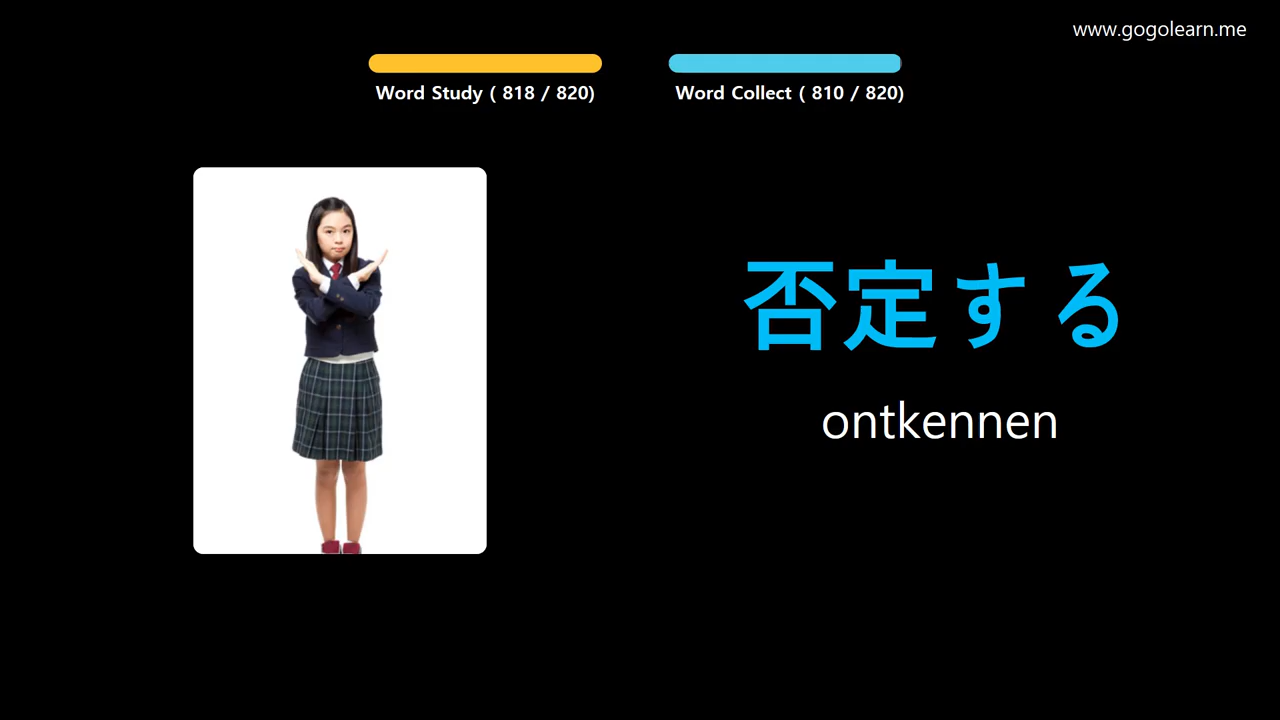 www.gogolearn.me
Word Study ( 818 / 820)
Word Collect ( 810 / 820)
否定する
ontkennen